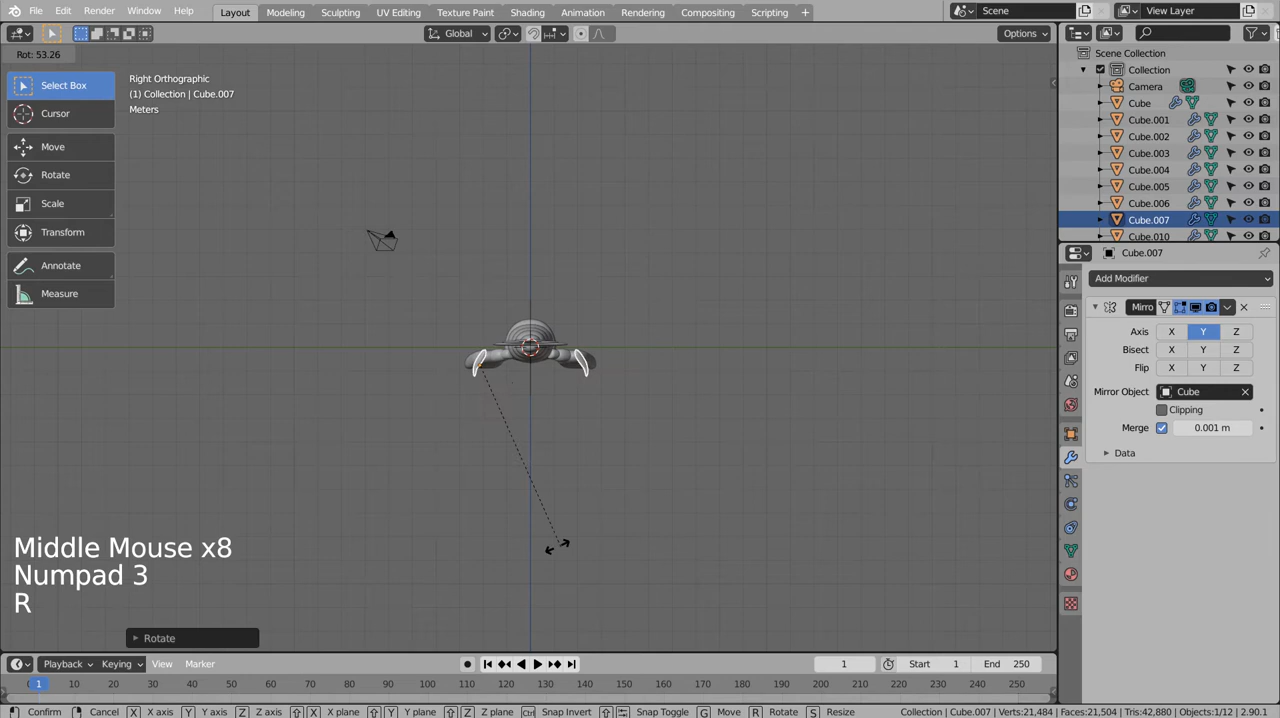 File Edit Render Window Help Layout Modeling Sculpting UV Editing Texture Paint Shading Animation Rendering Compositing Scripting + Scene View Layer
Global Options
Rot: 53.26
Select Box
Cursor
Move
Rotate
Scale
Transform
Annotate
Measure
Right Orthographic
(1) Collection | Cube.007
Meters
Middle Mouse x8
Numpad 3
R
Rotate
Scene Collection
Collection
Camera
Cube
Cube.001
Cube.002
Cube.003
Cube.004
Cube.005
Cube.006
Cube.007
Cube.010
Cube.007
Add Modifier
Mirro
Axis X Y Z
Bisect X Y Z
Flip X Y Z
Mirror Object Cube
Clipping
Merge 0.001 m
Data
Playback Keying View Marker 1 Start 1 End 250
1 10 20 30 40 50 60 70 80 90 100 110 120 130 140 150 160 170 180 190 200 210 220 230 240 250
Confirm Cancel X X axis Y Y axis Z Z axis X X plane Y Y plane Z Z plane Snap Invert Snap Toggle G Move R Rotate S Resize Collection | Cube.007 | Verts:21,484 | Faces:21,504 | Tris:42,880 | Objects:1/12 | 2.90.1